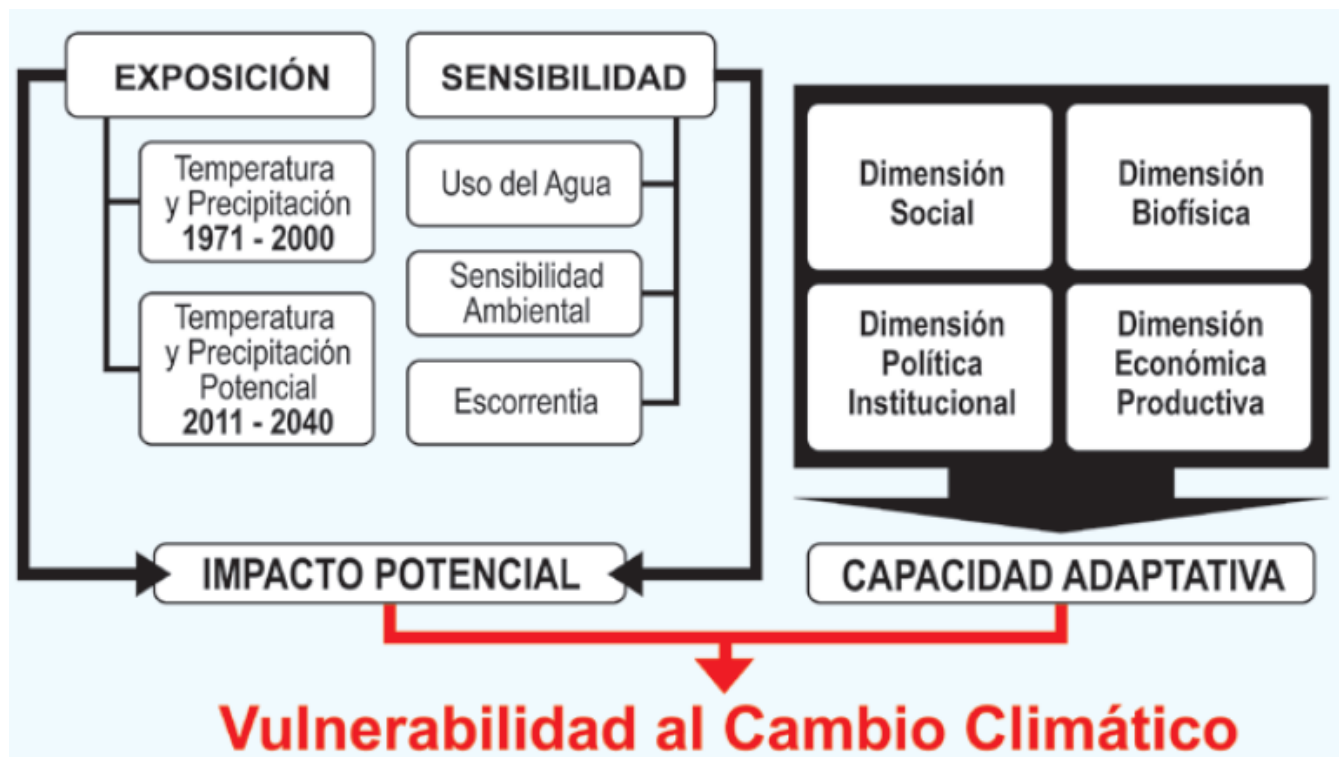 EXPOSICIÓN
Temperatura
y Precipitación
1971 - 2000
Temperatura
y Precipitación
Potencial
2011 - 2040
SENSIBILIDAD
Uso del Agua
Sensibilidad
Ambiental
Escorrentia
Dimensión
Social
Dimensión
Biofísica
Dimensión
Política
Institucional
Dimensión
Económica
Productiva
IMPACTO POTENCIAL
CAPACIDAD ADAPTATIVA
Vulnerabilidad al Cambio Climático